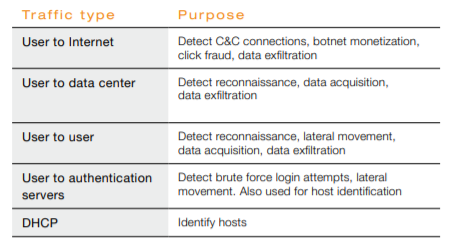 Traffic type Purpose
User to Internet Detect C&C connections, botnet monetization,
click fraud, data exfiltration
User to data center Detect reconnaissance, data acquisition,
data exfiltration
User to user Detect reconnaissance, lateral movement,
data acquisition, data exfiltration
User to authentication Detect brute force login attempts, lateral
servers movement. Also used for host identification
DHCP Identify hosts